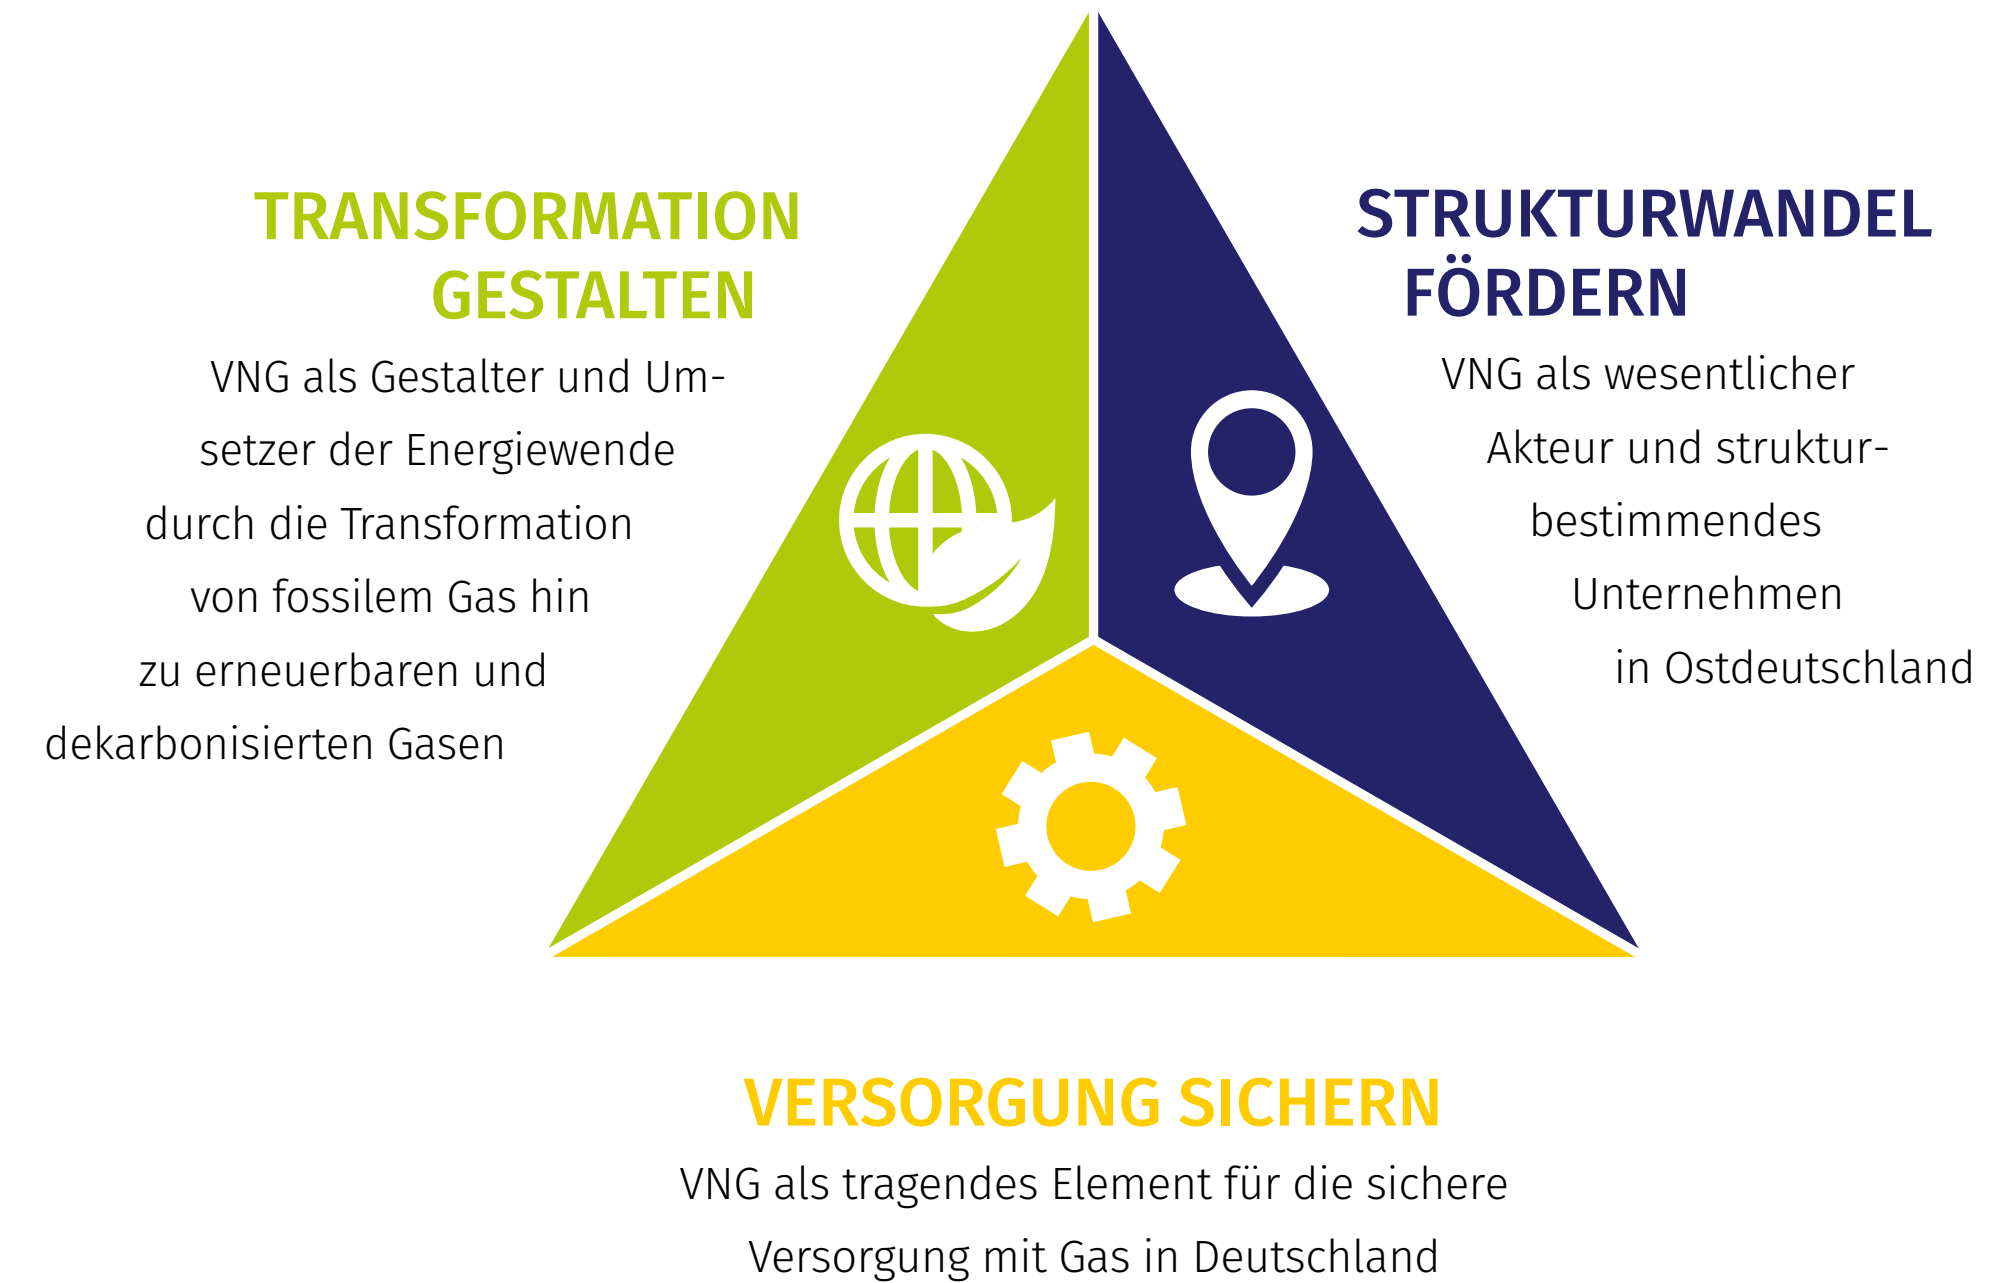 TRANSFORMATION
GESTALTEN
VNG als Gestalter und Um-
setzer der Energiewende
durch die Transformation
von fossilem Gas hin
zu erneuerbaren und
dekarbonisierten Gasen
STRUKTURWANDEL
FÖRDERN
VNG als wesentlicher
Akteur und struktur-
bestimmendes
Unternehmen
in Ostdeutschland
VERSORGUNG SICHERN
VNG als tragendes Element für die sichere
Versorgung mit Gas in Deutschland